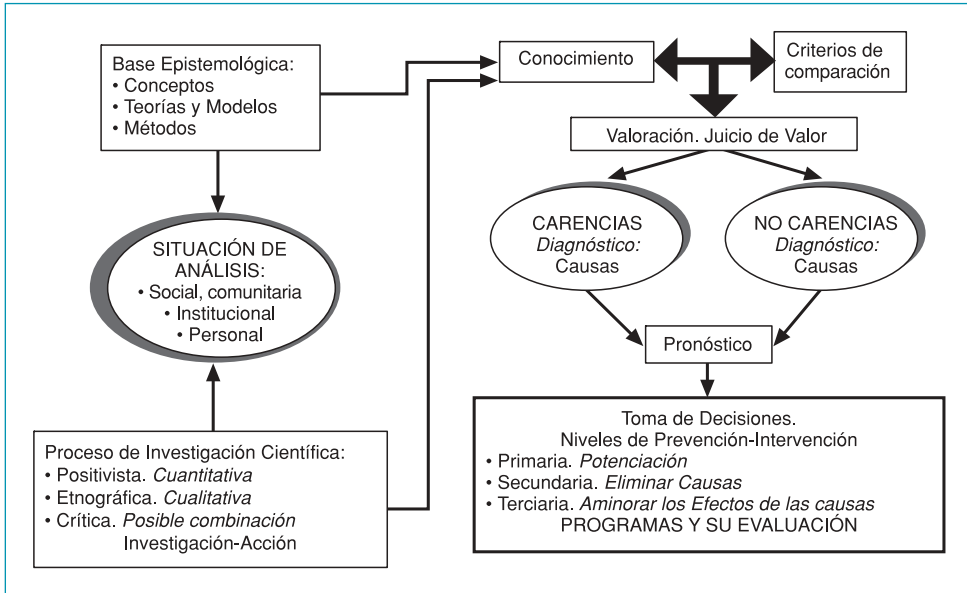 Base Epistemológica:
• Conceptos
• Teorías y Modelos
• Métodos
SITUACIÓN DE
ANÁLISIS:
• Social, comunitaria
• Institucional
• Personal
Proceso de Investigación Científica:
• Positivista. Cuantitativa
• Etnográfica. Cualitativa
• Crítica. Posible combinación
Investigación-Acción
Conocimiento
Criterios de
comparación
Valoración. Juicio de Valor
CARENCIAS
Diagnóstico:
Causas
NO CARENCIAS
Diagnóstico:
Causas
Pronóstico
Toma de Decisiones.
Niveles de Prevención-Intervención
• Primaria. Potenciación
• Secundaria. Eliminar Causas
• Terciaria. Aminorar los Efectos de las causas
PROGRAMAS Y SU EVALUACIÓN